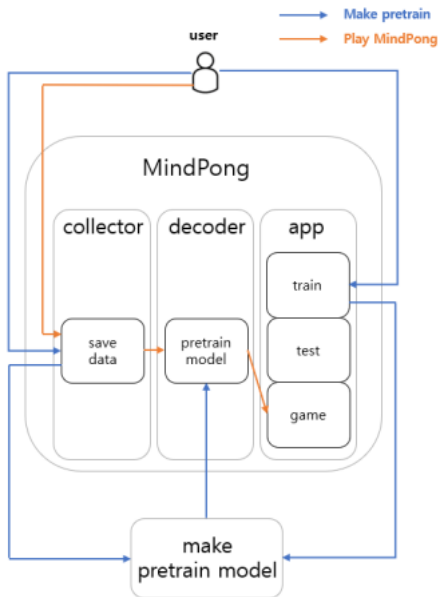 Make pretrain
Play MindPong
user
MindPong
collector
decoder
app
train
save
data
pretrain
model
test
game
make
pretrain model